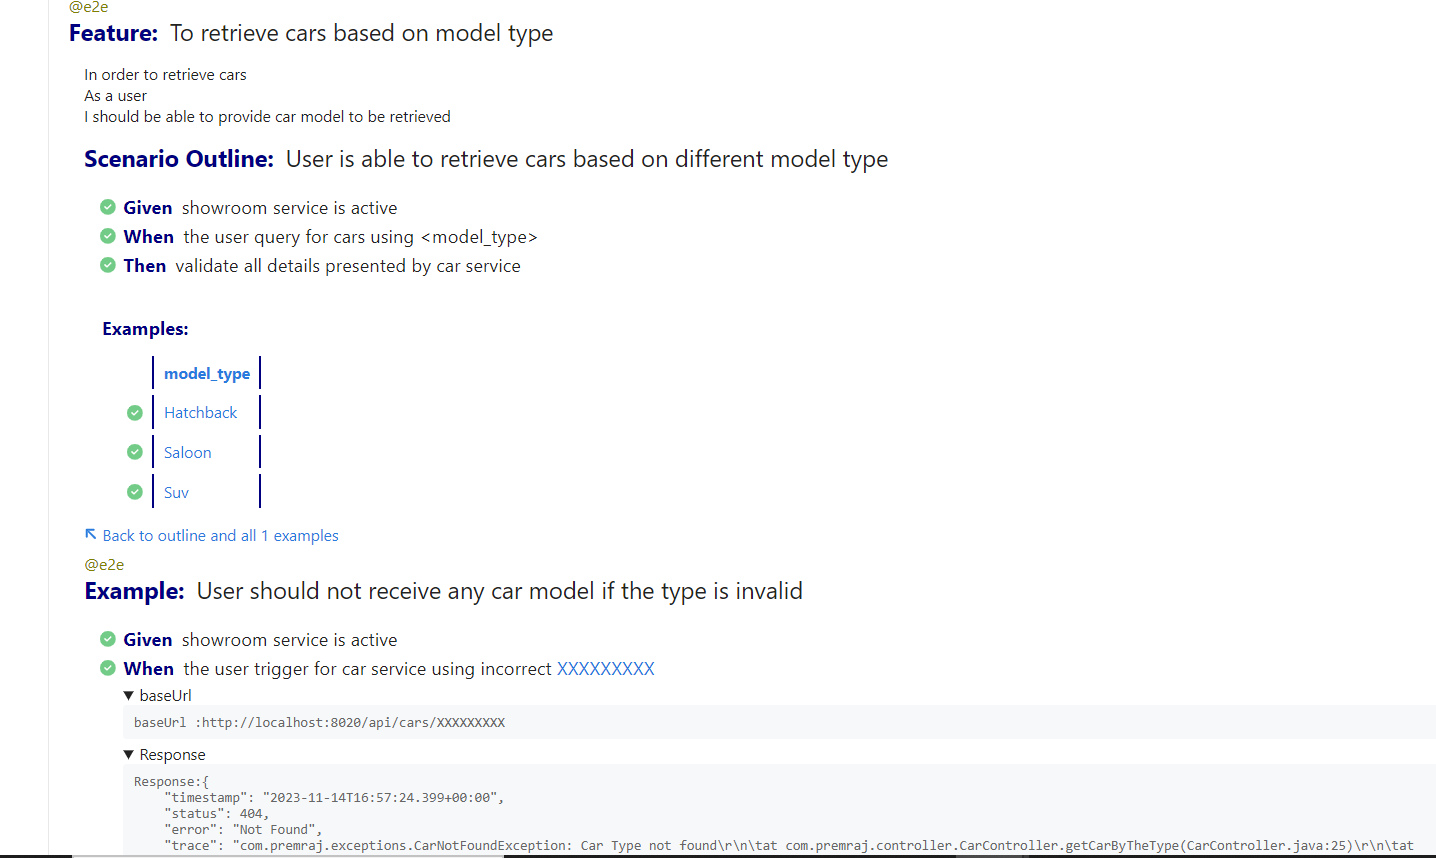 @e2e
Feature: To retrieve cars based on model type
In order to retrieve cars
As a user
I should be able to provide car model to be retrieved
Scenario Outline: User is able to retrieve cars based on different model type
Given showroom service is active
When the user query for cars using <model_type>
Then validate all details presented by car service
Examples:
model_type
Hatchback
Saloon
Suv
Back to outline and all 1 examples
@e2e
Example: User should not receive any car model if the type is invalid
Given showroom service is active
When the user trigger for car service using incorrect XXXXXXXXX
baseUrl
baseUrl :http://localhost:8020/api/cars/XXXXXXXXX
Response
Response:{
"timestamp": "2023-11-14T16:57:24.399+00:00",
"status": 404,
"error": "Not Found",
"trace": "com.premraj.exceptions.CarNotFoundException: Car Type not found\r\n\tat com.premraj.controller.CarController.getCarByTheType(CarController.java:25)\r\n\tat